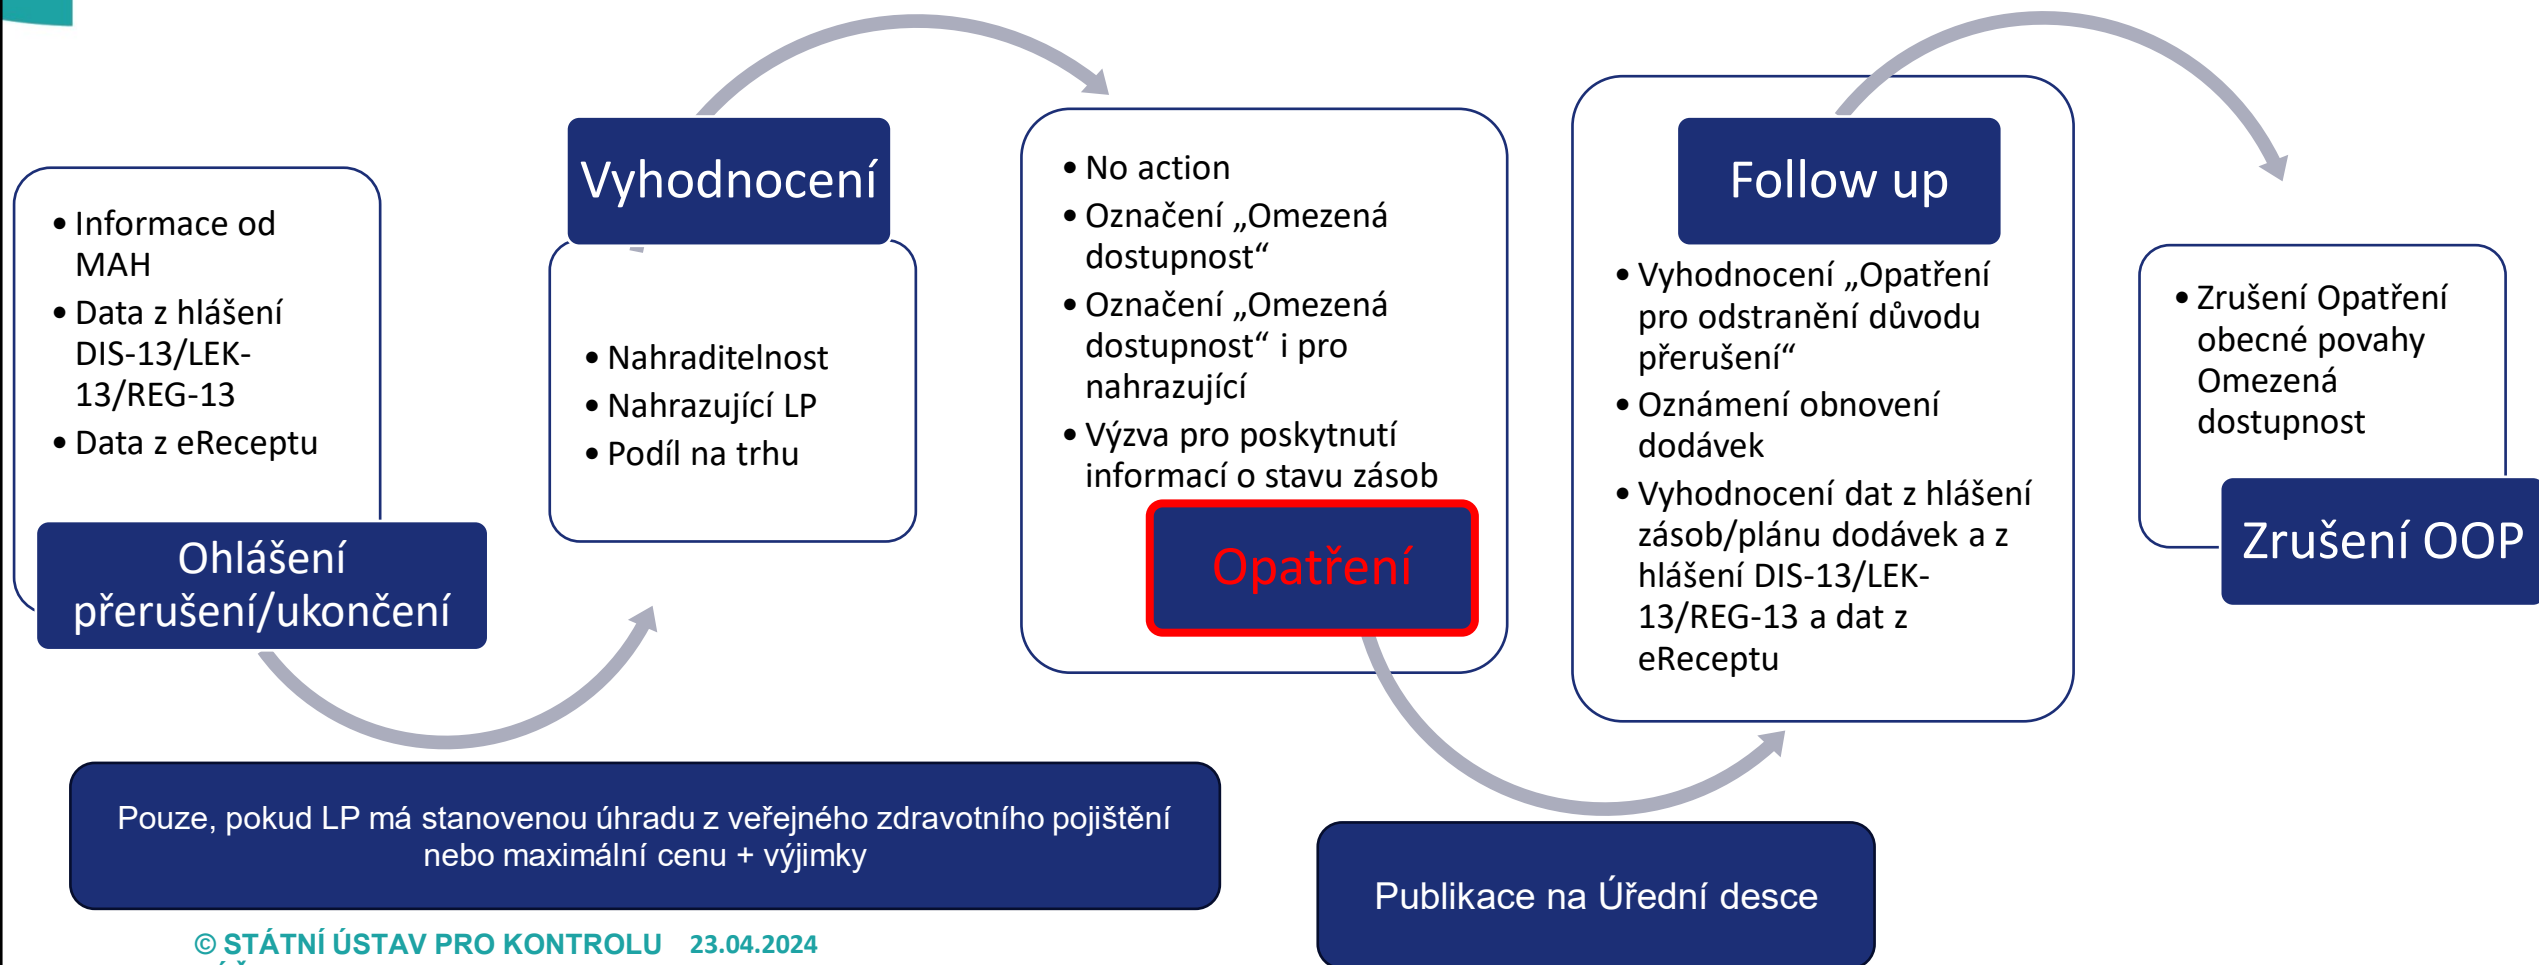 • Informace od
MAH
• Data z hlášení
DIS-13/LEK-
13/REG-13
• Data z eReceptu
Ohlášení
přerušení/ukončení
Vyhodnocení
• Nahraditelnost
• Nahrazující LP
• Podíl na trhu
• No action
• Označení „Omezená
dostupnost“
• Označení „Omezená
dostupnost“ i pro
nahrazující
• Výzva pro poskytnutí
informací o stavu zásob
Opatření
Follow up
• Vyhodnocení „Opatření
pro odstranění důvodu
přerušení“
• Oznámení obnovení
dodávek
• Vyhodnocení dat z hlášení
zásob/plánu dodávek a z
hlášení DIS-13/LEK-
13/REG-13 a dat z
eReceptu
• Zrušení Opatření
obecné povahy
Omezená
dostupnost
Zrušení OOP
Pouze, pokud LP má stanovenou úhradu z veřejného zdravotního pojištění
nebo maximální cenu + výjimky
Publikace na Úřední desce
© STÁTNÍ ÚSTAV PRO KONTROLU 23.04.2024